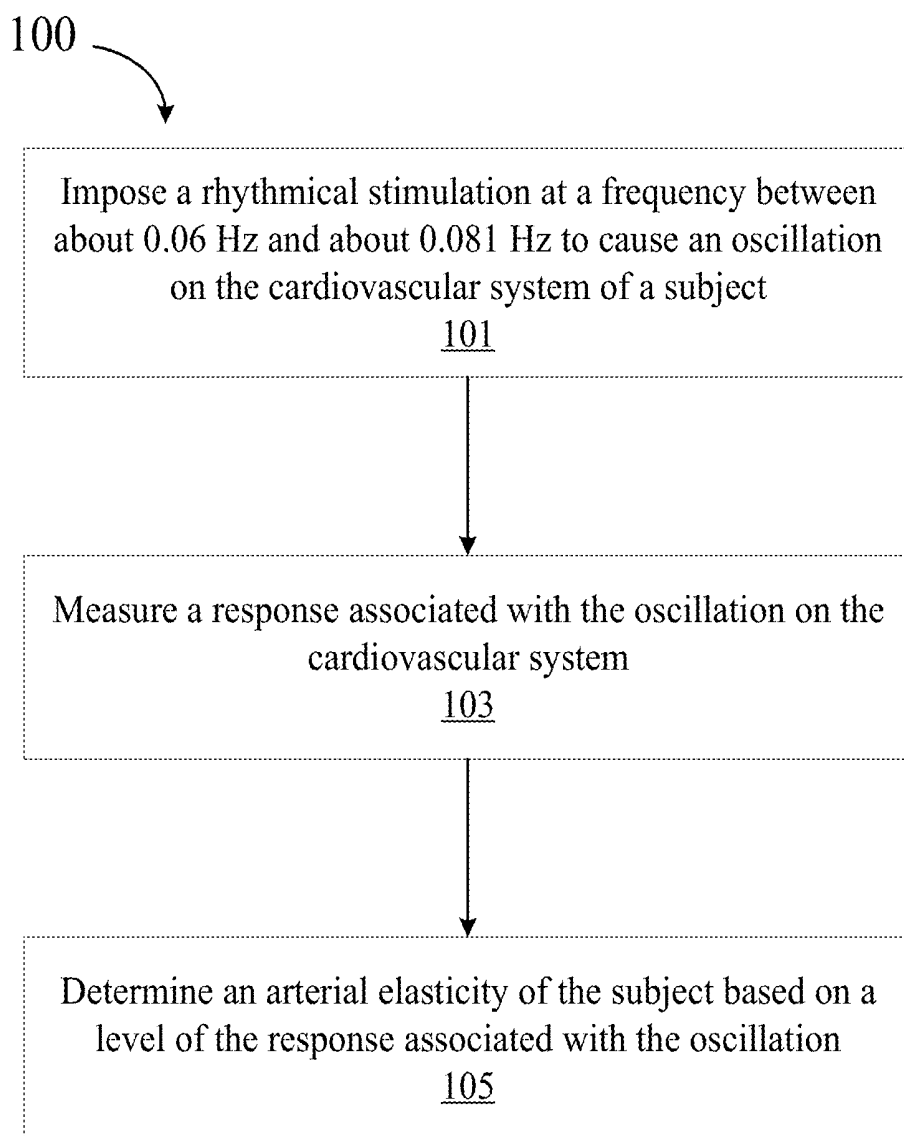 100
Impose a rhythmical stimulation at a frequency between
about 0.06 Hz and about 0.081 Hz to cause an oscillation
on the cardiovascular system of a subject
101
Measure a response associated with the oscillation on the
cardiovascular system
103
Determine an arterial elasticity of the subject based on a
level of the response associated with the oscillation
105